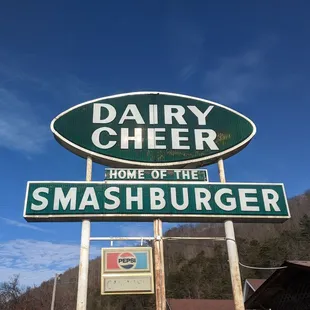 DAIRY
CHEER
HOME OF THE
SMASHBURGER
PEPSI